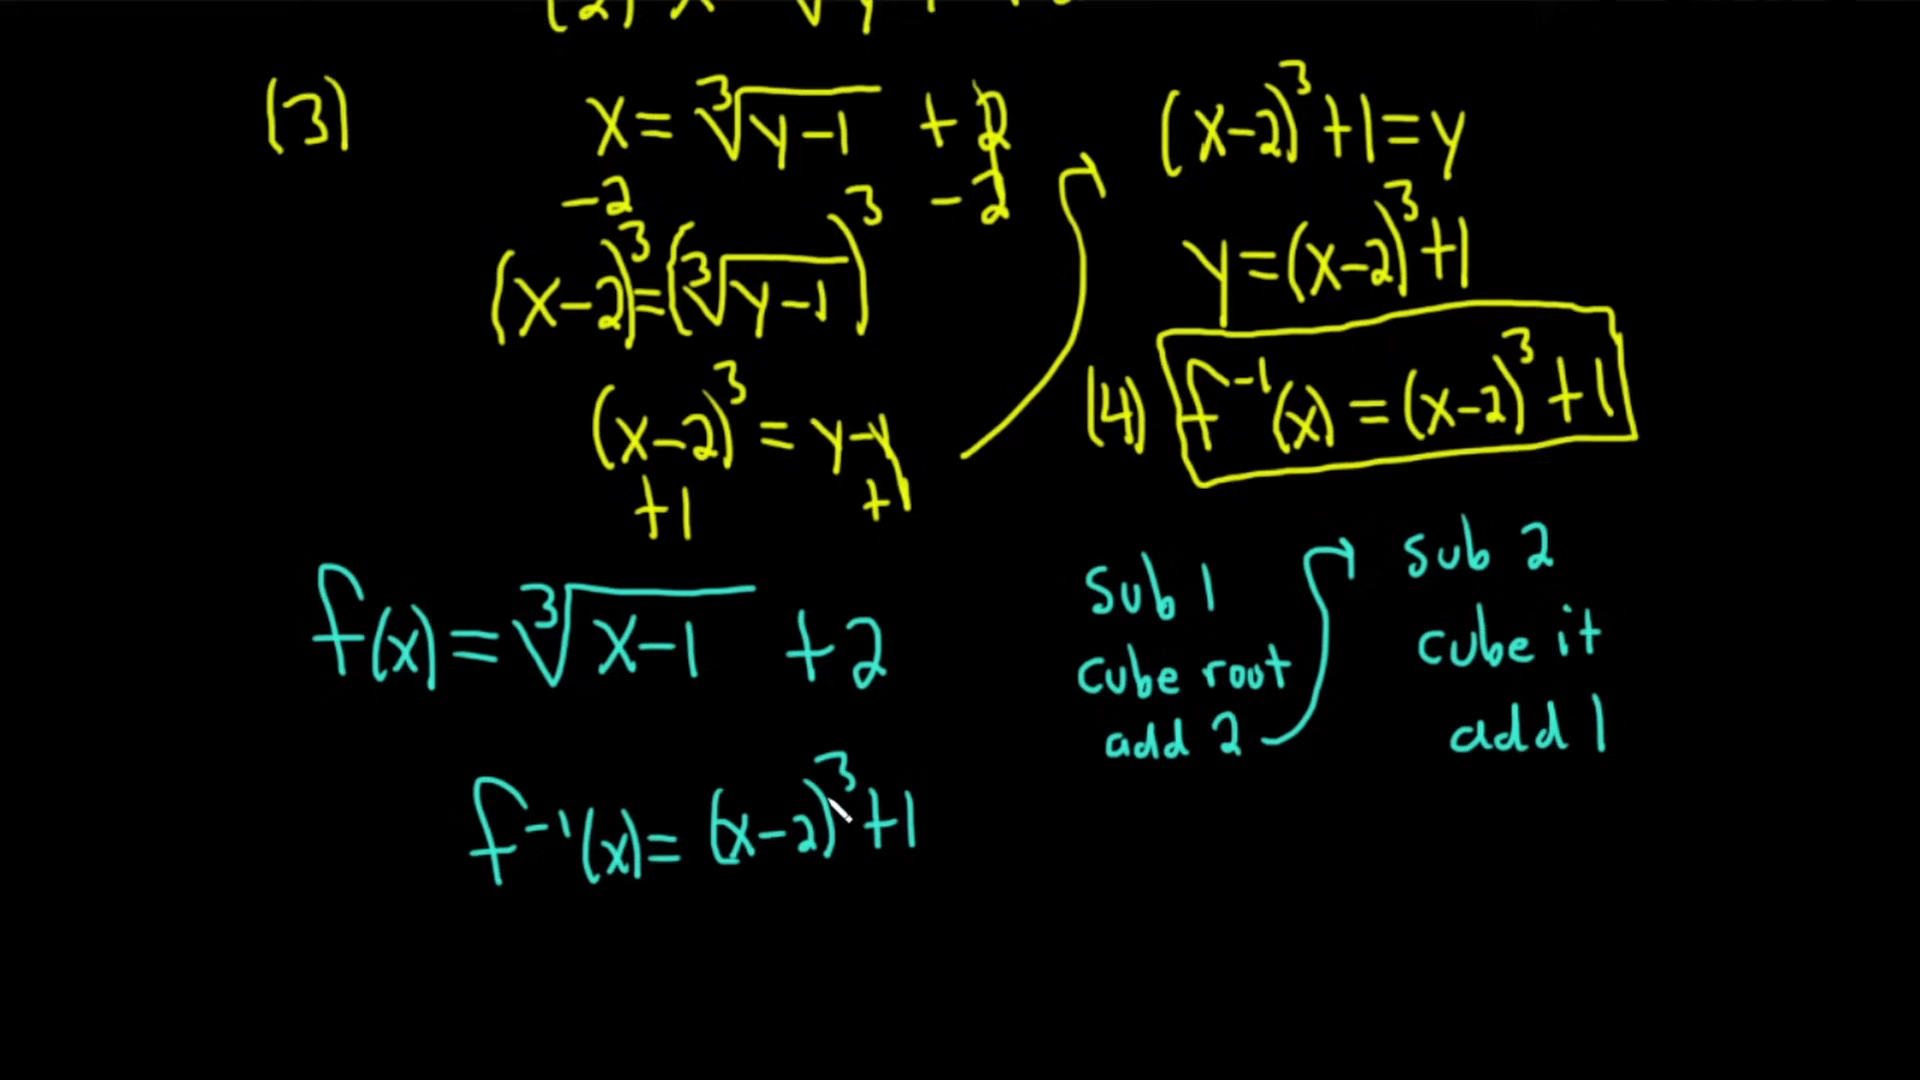 (3) x = ∛(y-1) + 2
-2 - 2
(x-2)³ = (∛(y-1))³
(x-2)³ = y-1
+1 +1
(x-2)³+1=y
y=(x-2)³+1
(4) f⁻¹(x) = (x-2)³+1
f(x) = ∛(x-1) +2
sub 1
cube root
add 2
sub 2
cube it
add 1
f⁻¹(x)= (x-2)³+1